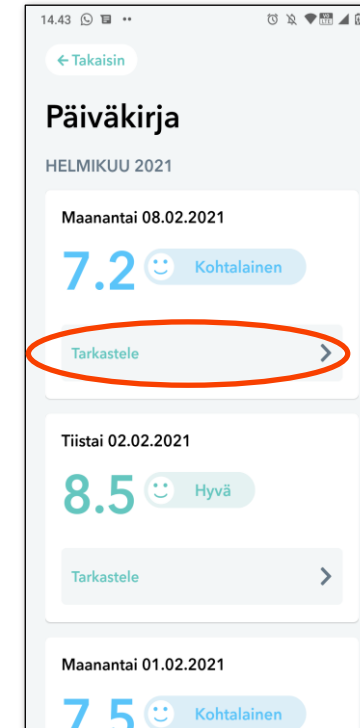 14.43
← Takaisin
Päiväkirja
HELMIKUU 2021
Maanantai 08.02.2021
7.2 Kohtalainen
Tarkastele
Tiistai 02.02.2021
8.5 Hyvä
Tarkastele
Maanantai 01.02.2021
7.5 Kohtalainen